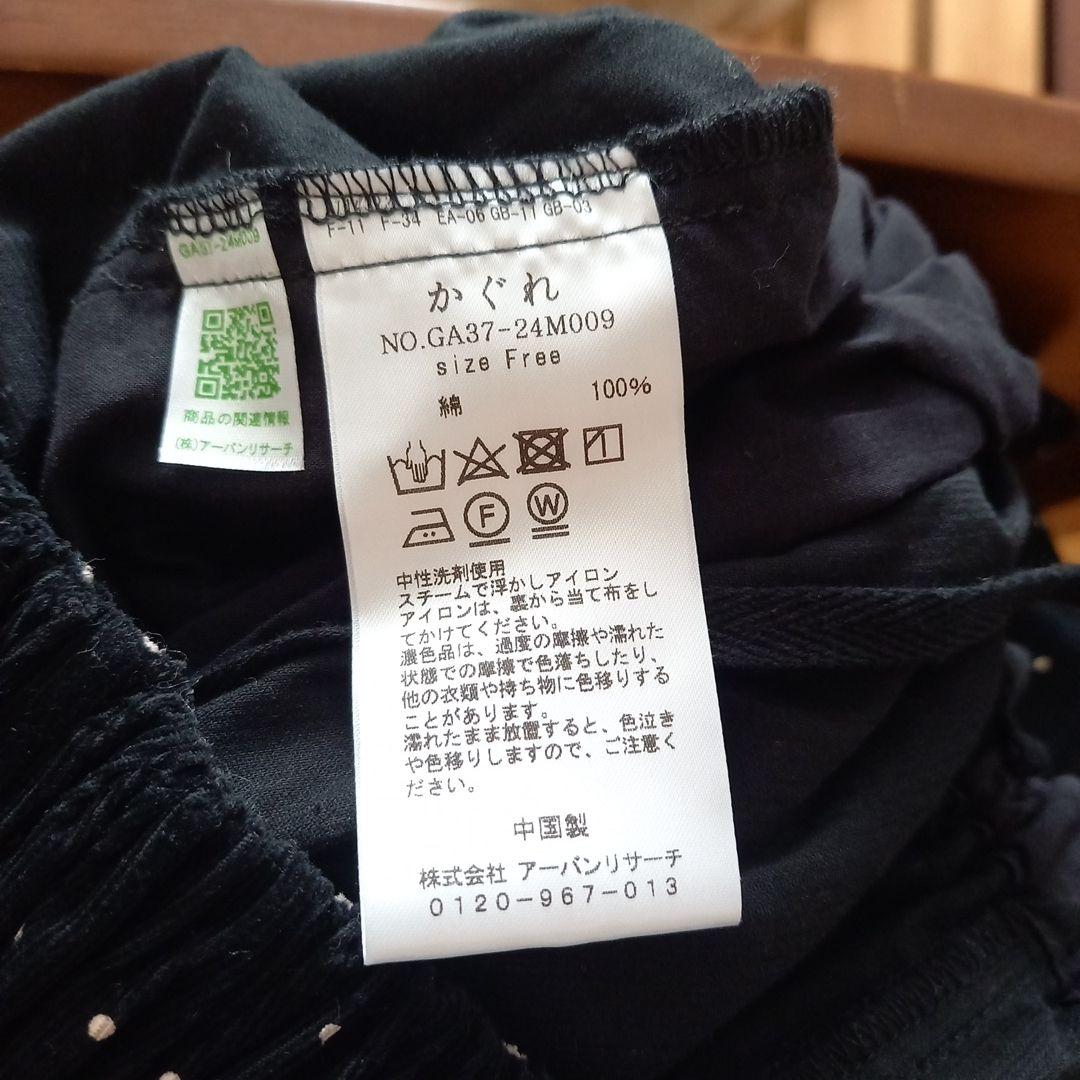 GA37-24M009
商品の関連情報
(株)アーバンリサーチ
F-11 F-34 EA-06 GB-11 GB-03
かぐれ
NO.GA37-24M009
size Free
綿 100%
F
W
中性洗剤使用
スチームで浮かしアイロン
アイロンは、裏から当て布をし
てかけてください。
濃色品は、過度の摩擦や濡れた
状態での摩擦で色落ちしたり、
他の衣類や持ち物に色移りする
ことがあります。
濡れたまま放置すると、色泣き
や色移りしますので、ご注意く
ださい。
中国製
株式会社 アーバンリサーチ
0120-967-013